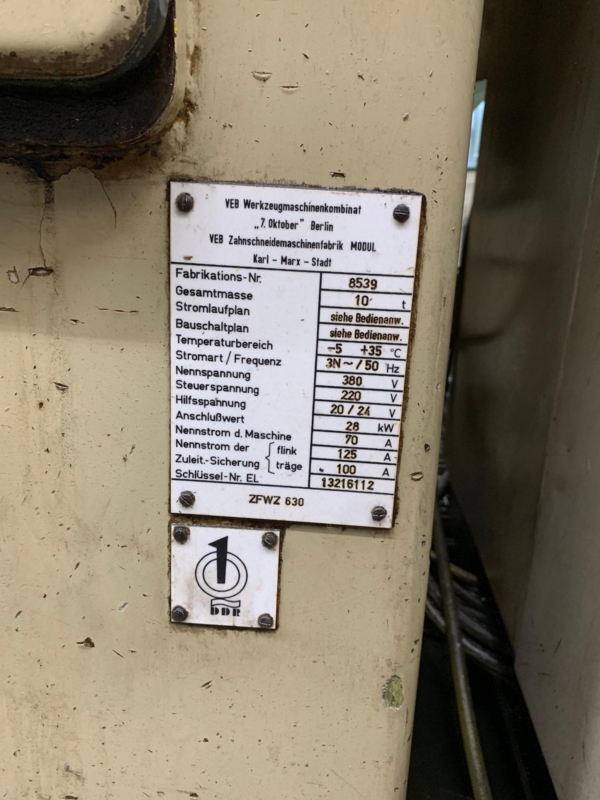 VEB Werkzeugmaschinenkombinat
„7. Oktober" Berlin
VEB Zahnschneidemaschinenfabrik MODUL
Karl - Marx - Stadt
Fabrikations-Nr. 8539
Gesamtmasse 10 t
Stromlaufplan siehe Bedienanw.
Bauschaltplan siehe Bedienanw.
Temperaturbereich -5 +35 °C
Stromart / Frequenz 3N~/50 Hz
Nennspannung 380 V
Steuerspannung 220 V
Hilfsspahnung 20/24 V
Anschlußwert 28 kW
Nennstrom d. Maschine 70 A
Nennstrom der flink 125 A
Zuleit.-Sicherung träge 100 A
Schlüssel-Nr. EL 13216112
ZFWZ 630
1
DDR